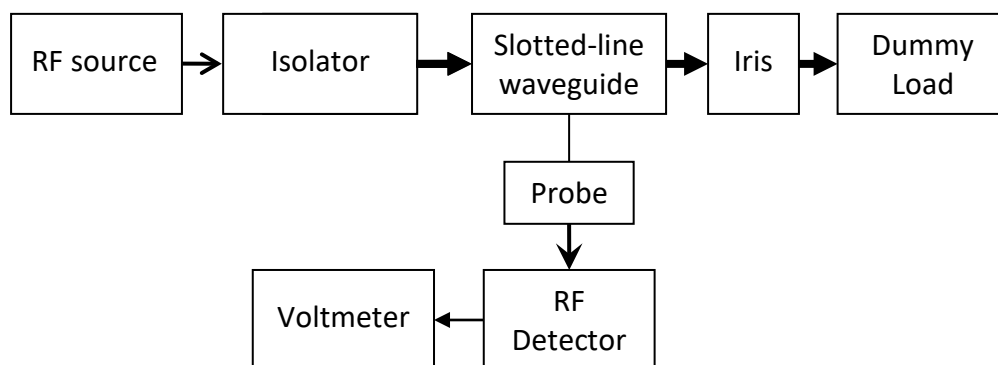 RF source
Isolator
Slotted-line
waveguide
Iris
Dummy
Load
Probe
Voltmeter
RF
Detector